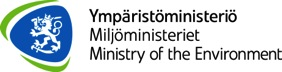 Ympäristöministeriö
Miljöministeriet
Ministry of the Environment